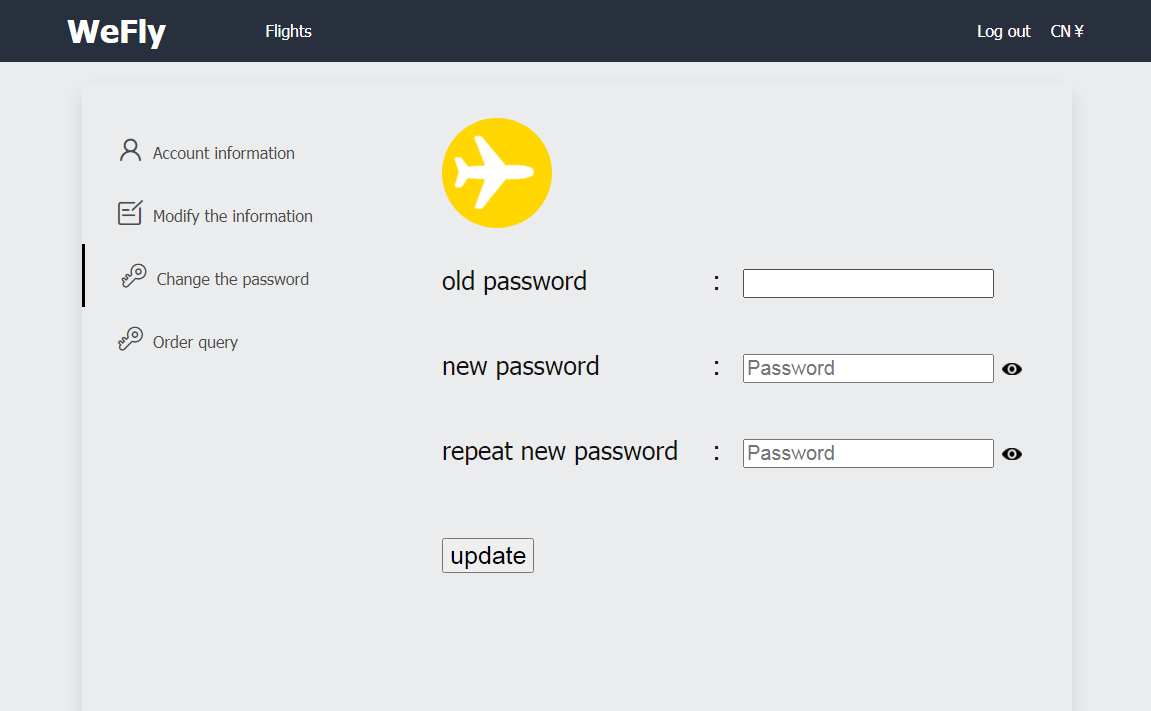 WeFly
Flights
Log out
CN ¥
Account information
Modify the information
Change the password
Order query
old password :
new password : Password
repeat new password : Password
update